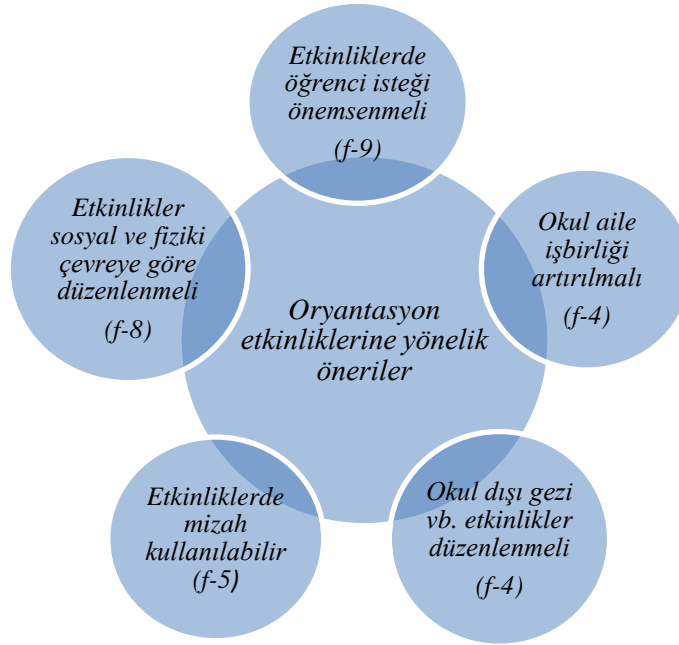 Etkinliklerde
öğrenci isteği
önemsenmeli
(f-9)
Etkinlikler
sosyal ve fiziki
çevreye göre
düzenlenmeli
(f-8)
Okul aile
işbirliği
artırılmalı
(f-4)
Oryantasyon
etkinliklerine yönelik
öneriler
Etkinliklerde
mizah
kullanılabilir
(f-5)
Okul dışı gezi
vb. etkinlikler
düzenlenmeli
(f-4)